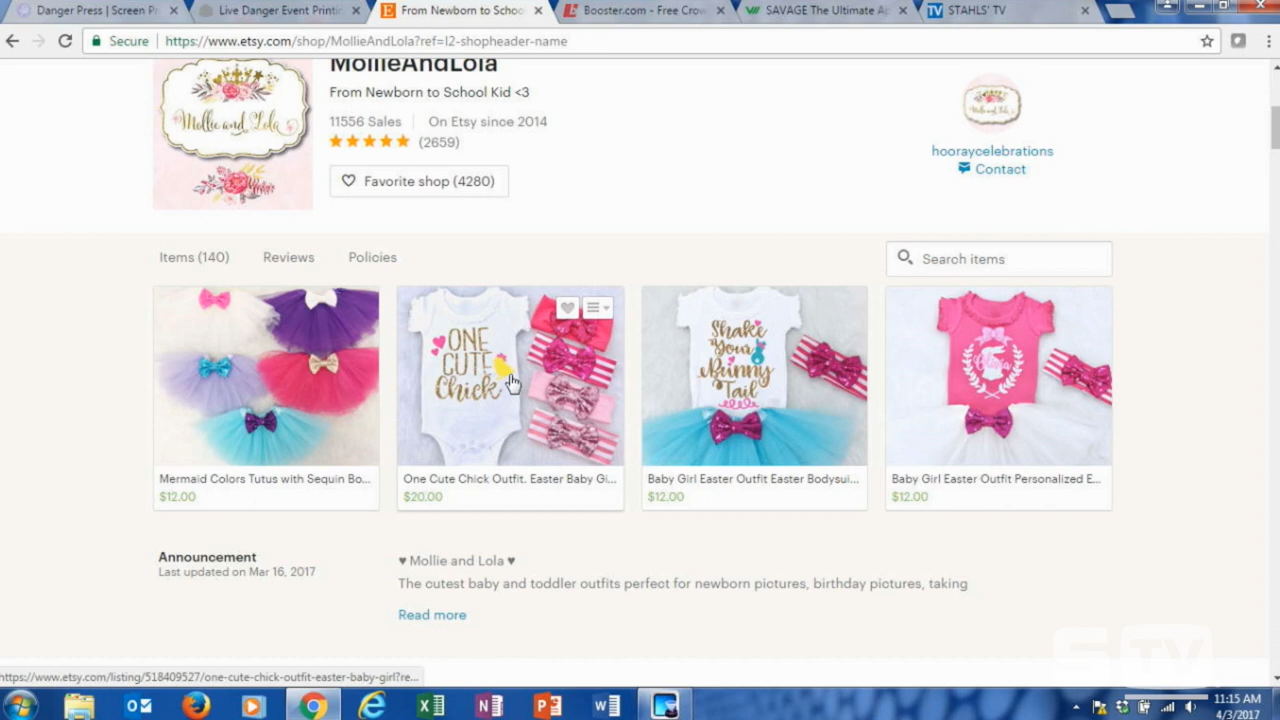 Danger Press | Screen P
Live Danger Event Printi
From Newborn to Schoo
Booster.com - Free Crow
SAVAGE The Ultimate Ap
STAHLS' TV
Secure
https://www.etsy.com/shop/MollieAndLola?ref=l2-shopheader-name
MollieAndLola
From Newborn to School Kid <3
11556 Sales
On Etsy since 2014
(2659)
Favorite shop (4280)
Mollie and Lola
hooraycelebrations
Contact
Items (140)
Reviews
Policies
Search items
ONE
CUTE
Chick
Shake
Your
Bunny
Tail
Olivia
Mermaid Colors Tutus with Sequin Bo...
$12.00
One Cute Chick Outfit. Easter Baby Gi...
$20.00
Baby Girl Easter Outfit Easter Bodysui...
$12.00
Baby Girl Easter Outfit Personalized E...
$12.00
Announcement
Last updated on Mar 16, 2017
♥ Mollie and Lola ♥
The cutest baby and toddler outfits perfect for newborn pictures, birthday pictures, taking
Read more
STV
https://www.etsy.com/listing/518409527/one-cute-chick-outfit-easter-baby-girl?re...
11:15 AM
4/3/2017